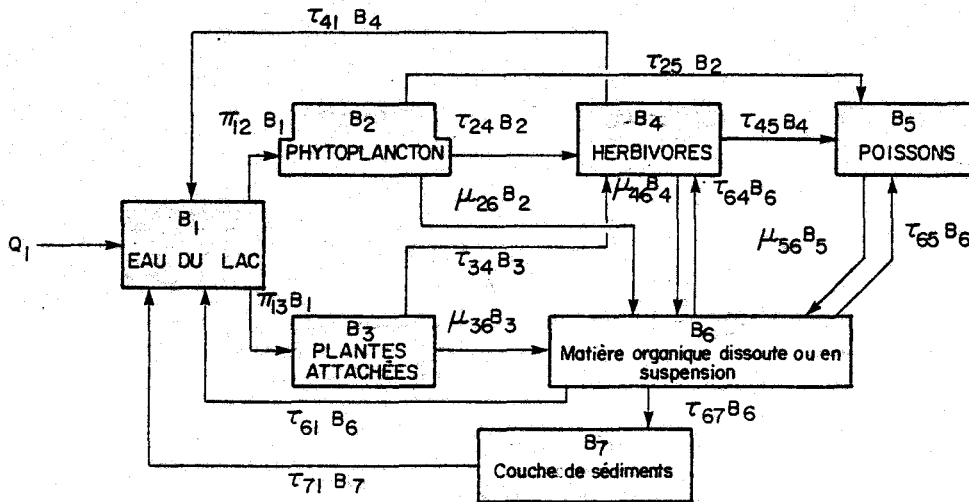 τ41 B4
τ25 B2
π12 B1
B2
PHYTOPLANCTON
τ24 B2
B4
HERBIVORES
τ45 B4
B5
POISSONS
μ26 B2
μ46 B4
τ64 B6
Q1
B1
EAU DU LAC
τ34 B3
μ56 B5
τ65 B6
π13 B1
B3
PLANTES
ATTACHÉES
μ36 B3
B6
Matière organique dissoute ou en
suspension
τ61 B6
τ67 B6
B7
Couche de sédiments
τ71 B7